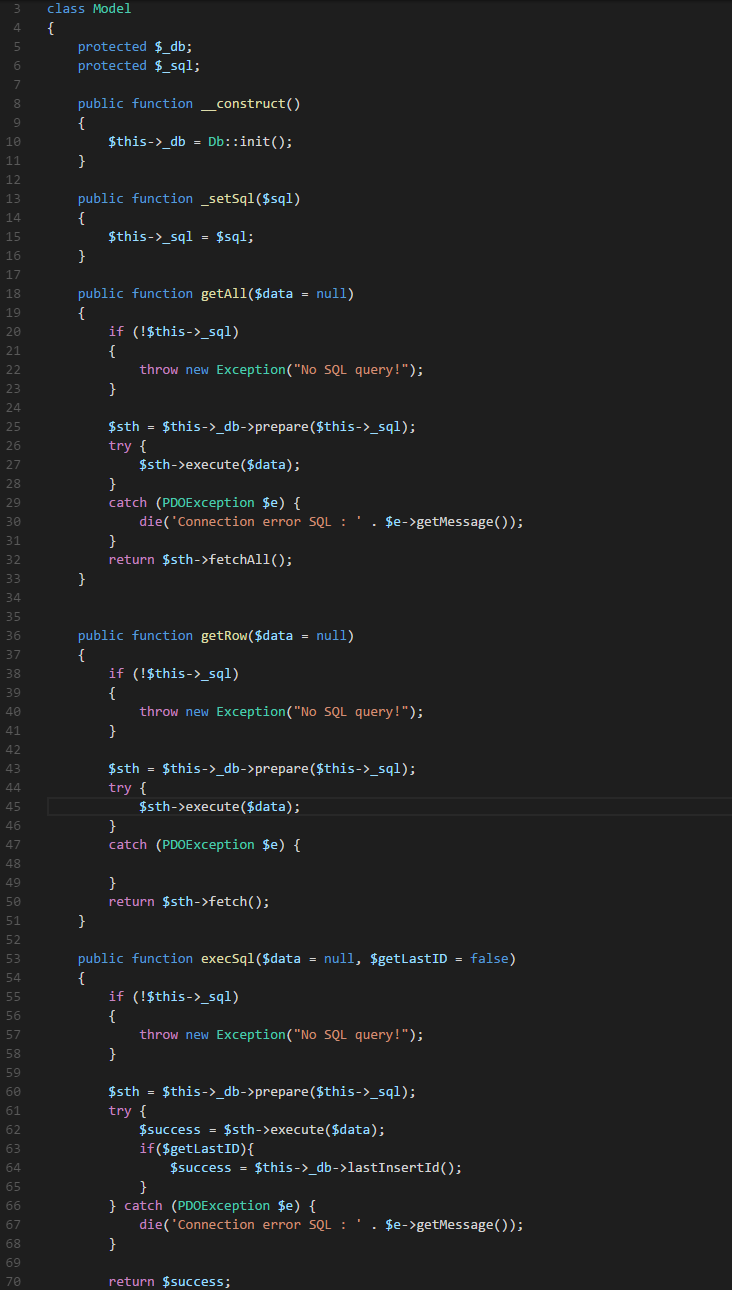 3 class Model
4 {
5 protected $_db;
6 protected $_sql;
7
8 public function __construct()
9 {
10 $this->_db = Db::init();
11 }
12
13 public function _setSql($sql)
14 {
15 $this->_sql = $sql;
16 }
17
18 public function getAll($data = null)
19 {
20 if (!$this->_sql)
21 {
22 throw new Exception("No SQL query!");
23 }
24
25 $sth = $this->_db->prepare($this->_sql);
26 try {
27 $sth->execute($data);
28 }
29 catch (PDOException $e) {
30 die('Connection error SQL : ' . $e->getMessage());
31 }
32 return $sth->fetchAll();
33 }
34
35
36 public function getRow($data = null)
37 {
38 if (!$this->_sql)
39 {
40 throw new Exception("No SQL query!");
41 }
42
43 $sth = $this->_db->prepare($this->_sql);
44 try {
45 $sth->execute($data);
46 }
47 catch (PDOException $e) {
48
49 }
50 return $sth->fetch();
51 }
52
53 public function execSql($data = null, $getLastID = false)
54 {
55 if (!$this->_sql)
56 {
57 throw new Exception("No SQL query!");
58 }
59
60 $sth = $this->_db->prepare($this->_sql);
61 try {
62 $success = $sth->execute($data);
63 if($getLastID){
64 $success = $this->_db->lastInsertId();
65 }
66 } catch (PDOException $e) {
67 die('Connection error SQL : ' . $e->getMessage());
68 }
69
70 return $success;